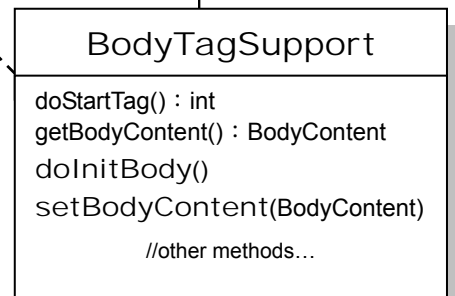 BodyTagSupport
doStartTag() : int
getBodyContent() : BodyContent
doInitBody()
setBodyContent(BodyContent)
//other methods…